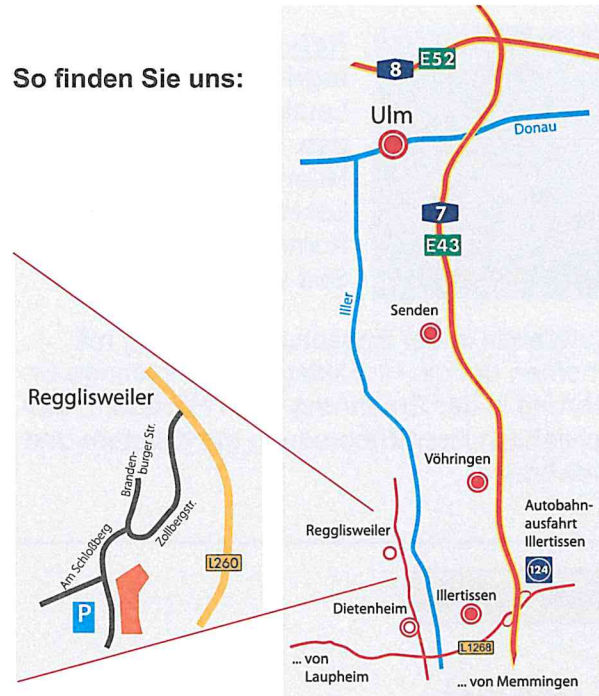 So finden Sie uns:
8
E52
Ulm
Donau
7
E43
Iller
Senden
Regglisweiler
Branden-
burger Str.
Zollbergstr.
Am Schloßberg
P
L260
Vöhringen
Regglisweiler
Autobahn-
ausfahrt
Illertissen
124
Dietenheim
Illertissen
L1268
... von
Laupheim
... von Memmingen